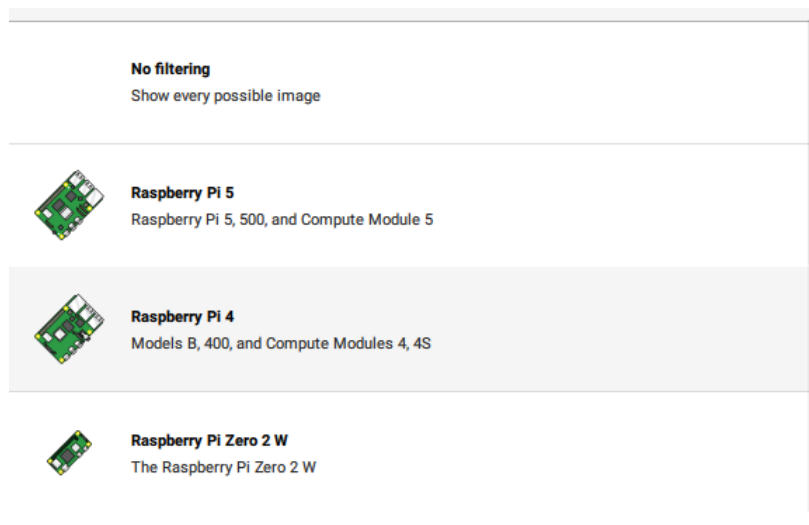 No filtering
Show every possible image
Raspberry Pi 5
Raspberry Pi 5, 500, and Compute Module 5
Raspberry Pi 4
Models B, 400, and Compute Modules 4, 4S
Raspberry Pi Zero 2 W
The Raspberry Pi Zero 2 W